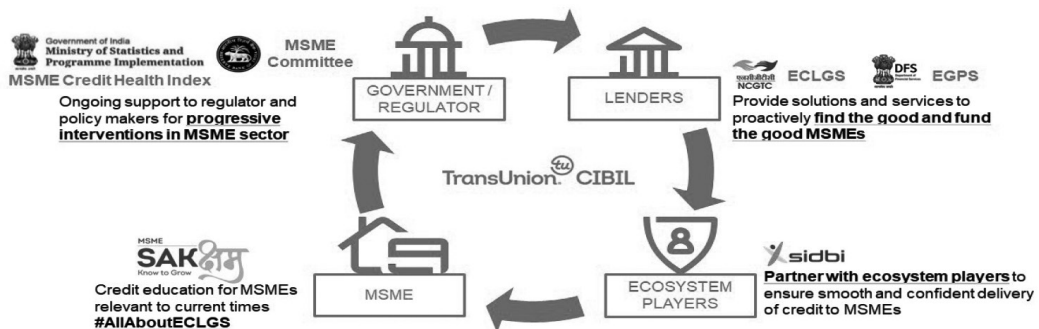 Government of India
Ministry of Statistics and
Programme Implementation
MSME Credit Health Index
MSME
Committee
Ongoing support to regulator and
policy makers for progressive
interventions in MSME sector
GOVERNMENT /
REGULATOR
LENDERS
एनसीजीटीसी
NCGTC
ECLGS
DFS
EGPS
Provide solutions and services to
proactively find the good and fund
the good MSMEs
TransUnion tu CIBIL
MSME
SAKक्षम
Know to Grow
Credit education for MSMEs
relevant to current times
#AllAboutECLGS
MSME
ECOSYSTEM
PLAYERS
sidbi
Partner with ecosystem players to
ensure smooth and confident delivery
of credit to MSMEs